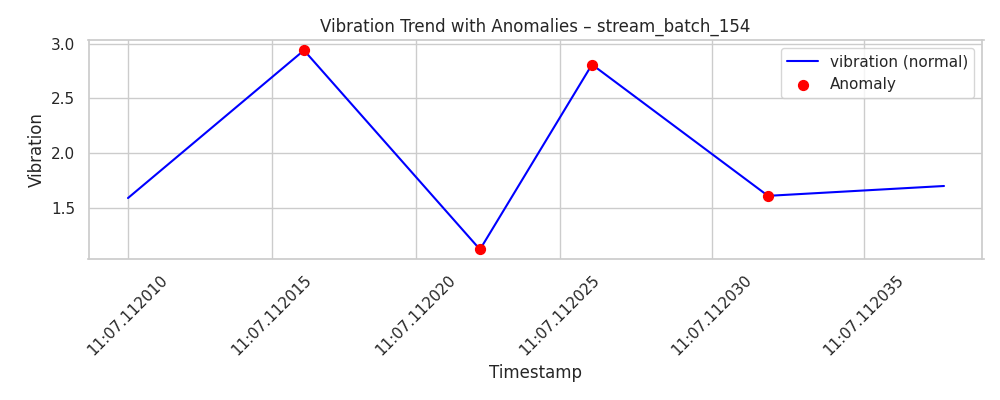 Vibration Trend with Anomalies – stream_batch_154
vibration (normal)
Anomaly
Vibration
3.0
2.5
2.0
1.5
11:07.112010
11:07.112015
11:07.112020
11:07.112025
11:07.112030
11:07.112035
Timestamp